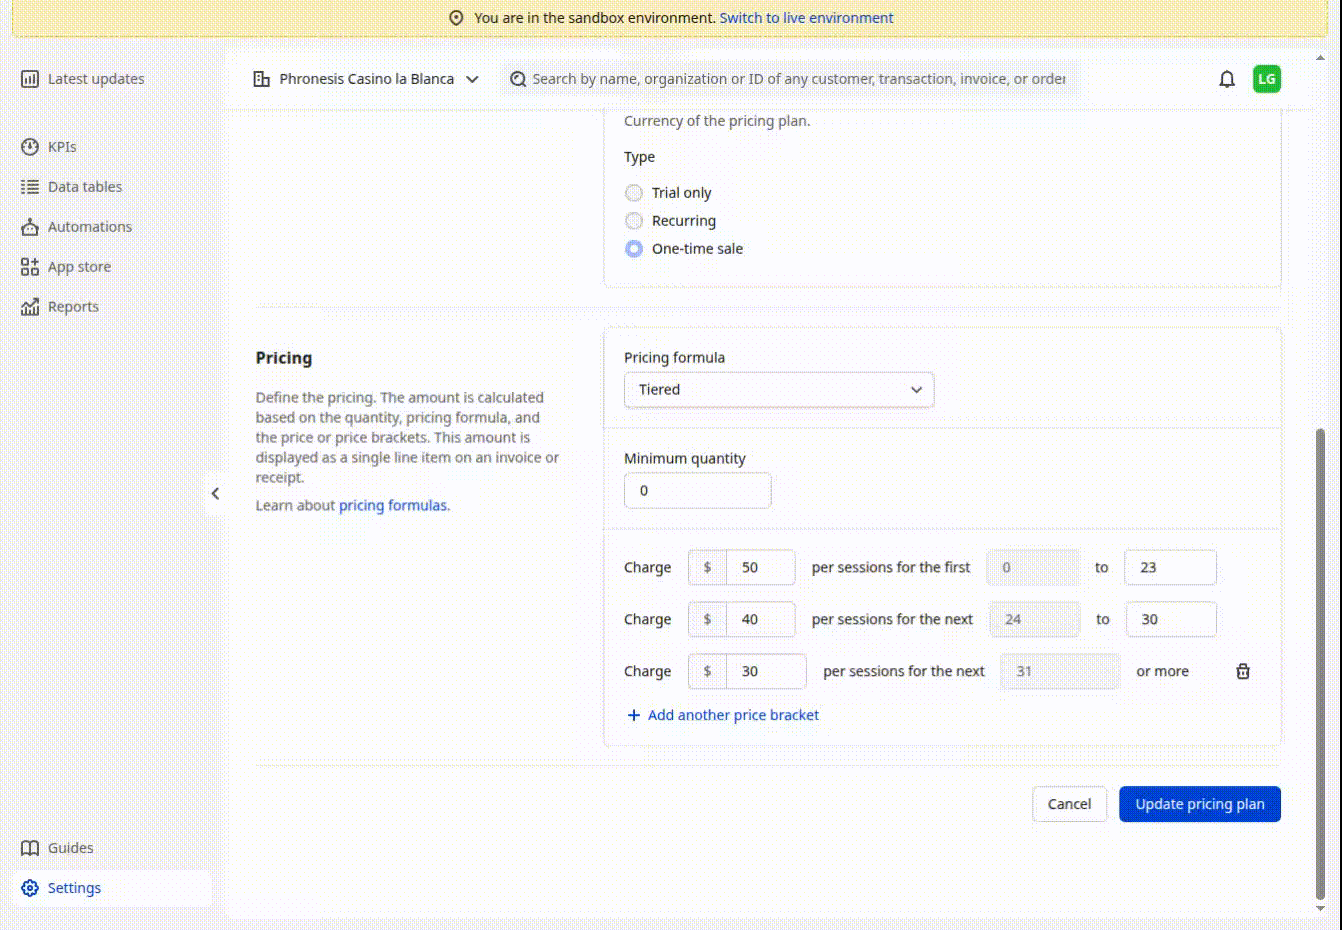 You are in the sandbox environment. Switch to live environment
Latest updates
KPIs
Data tables
Automations
App store
Reports
Guides
Settings
Phronesis Casino la Blanca
Search by name, organization or ID of any customer, transaction, invoice, or order
LG
Currency of the pricing plan.
Type
Trial only
Recurring
One-time sale
Pricing
Define the pricing. The amount is calculated
based on the quantity, pricing formula, and
the price or price brackets. This amount is
displayed as a single line item on an invoice or
receipt.
Learn about pricing formulas.
Pricing formula
Tiered
Minimum quantity
0
Charge $ 50 per sessions for the first 0 to 23
Charge $ 40 per sessions for the next 24 to 30
Charge $ 30 per sessions for the next 31 or more
Add another price bracket
Cancel
Update pricing plan